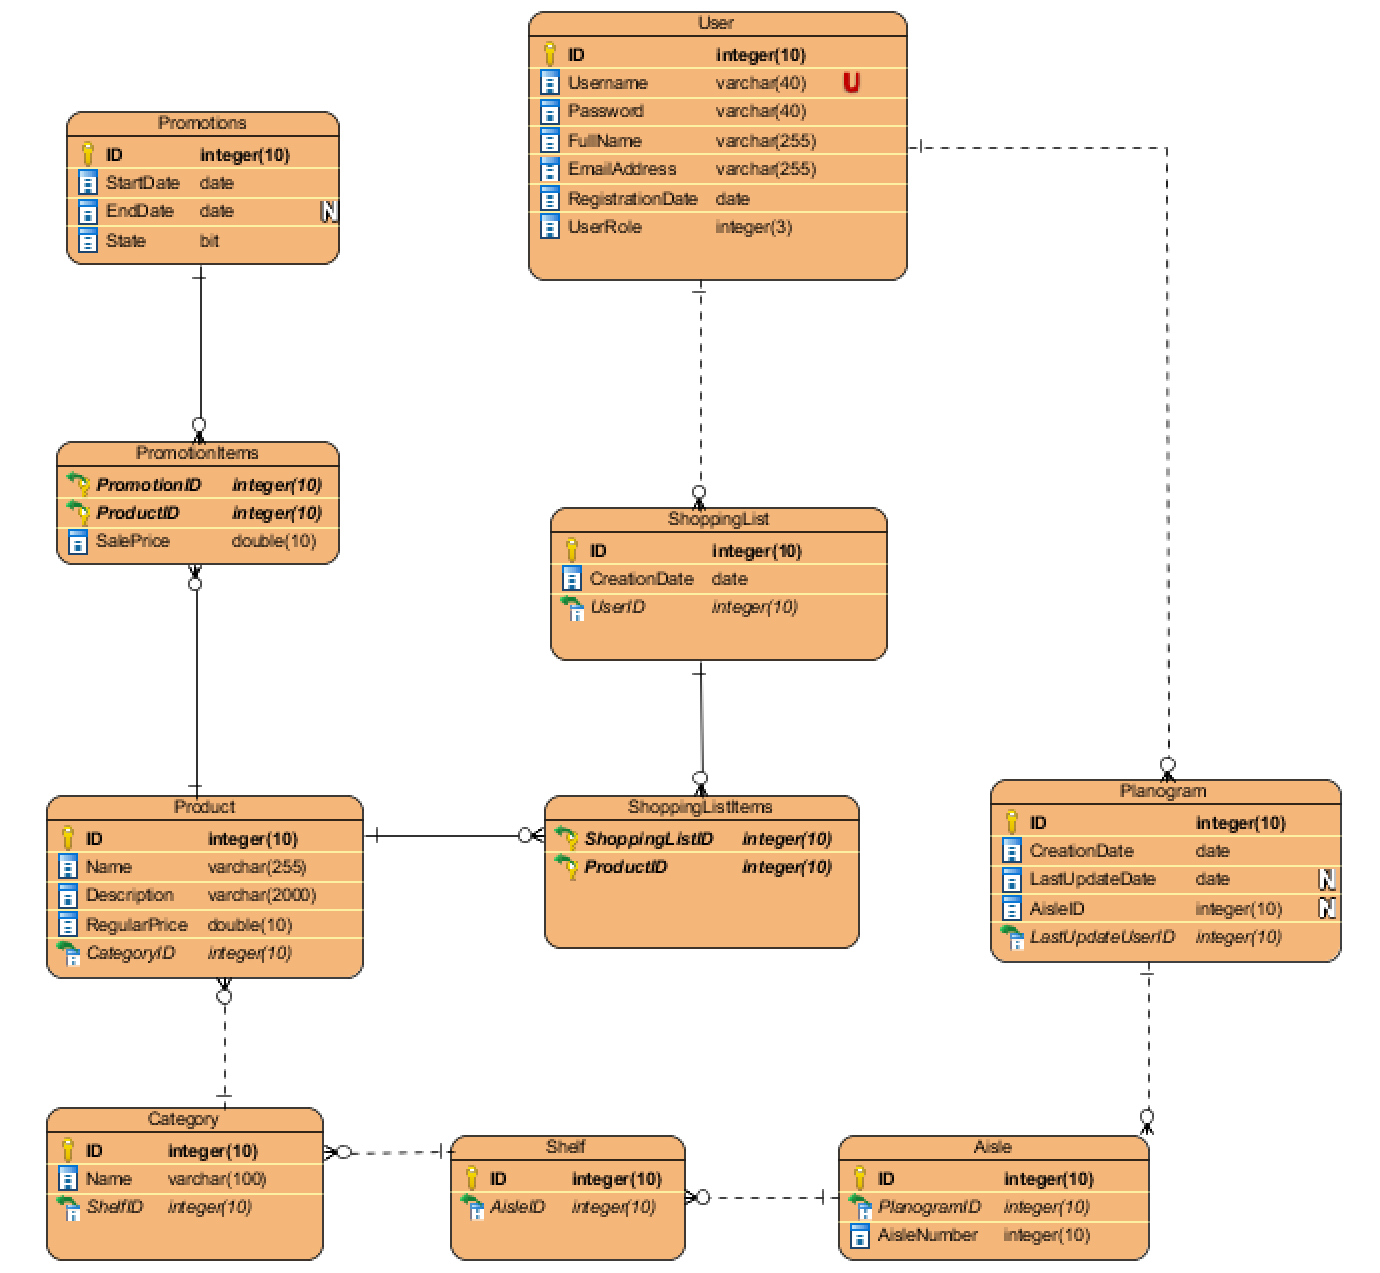 User
ID integer(10)
Username varchar(40) U
Password varchar(40)
FullName varchar(255)
EmailAddress varchar(255)
RegistrationDate date
UserRole integer(3)
Promotions
ID integer(10)
StartDate date
EndDate date N
State bit
PromotionItems
PromotionID integer(10)
ProductID integer(10)
SalePrice double(10)
ShoppingList
ID integer(10)
CreationDate date
UserID integer(10)
Product
ID integer(10)
Name varchar(255)
Description varchar(2000)
RegularPrice double(10)
CategoryID integer(10)
ShoppingListItems
ShoppingListID integer(10)
ProductID integer(10)
Planogram
ID integer(10)
CreationDate date
LastUpdateDate date N
AisleID integer(10) N
LastUpdateUserID integer(10)
Category
ID integer(10)
Name varchar(100)
ShelfID integer(10)
Shelf
ID integer(10)
AisleID integer(10)
Aisle
ID integer(10)
PlanogramID integer(10)
AisleNumber integer(10)